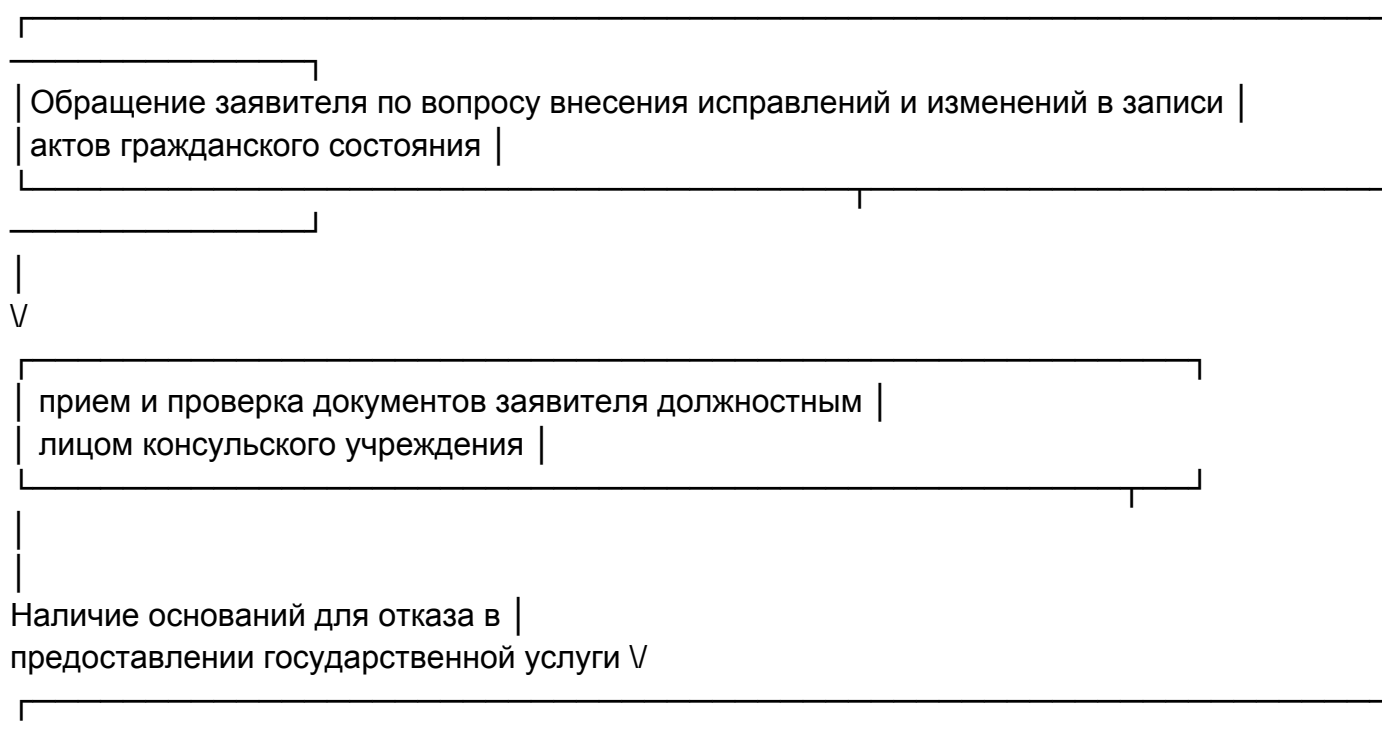 Обращение заявителя по вопросу внесения исправлений и изменений в записи
актов гражданского состояния
прием и проверка документов заявителя должностным
лицом консульского учреждения
Наличие оснований для отказа в
предоставлении государственной услуги \/